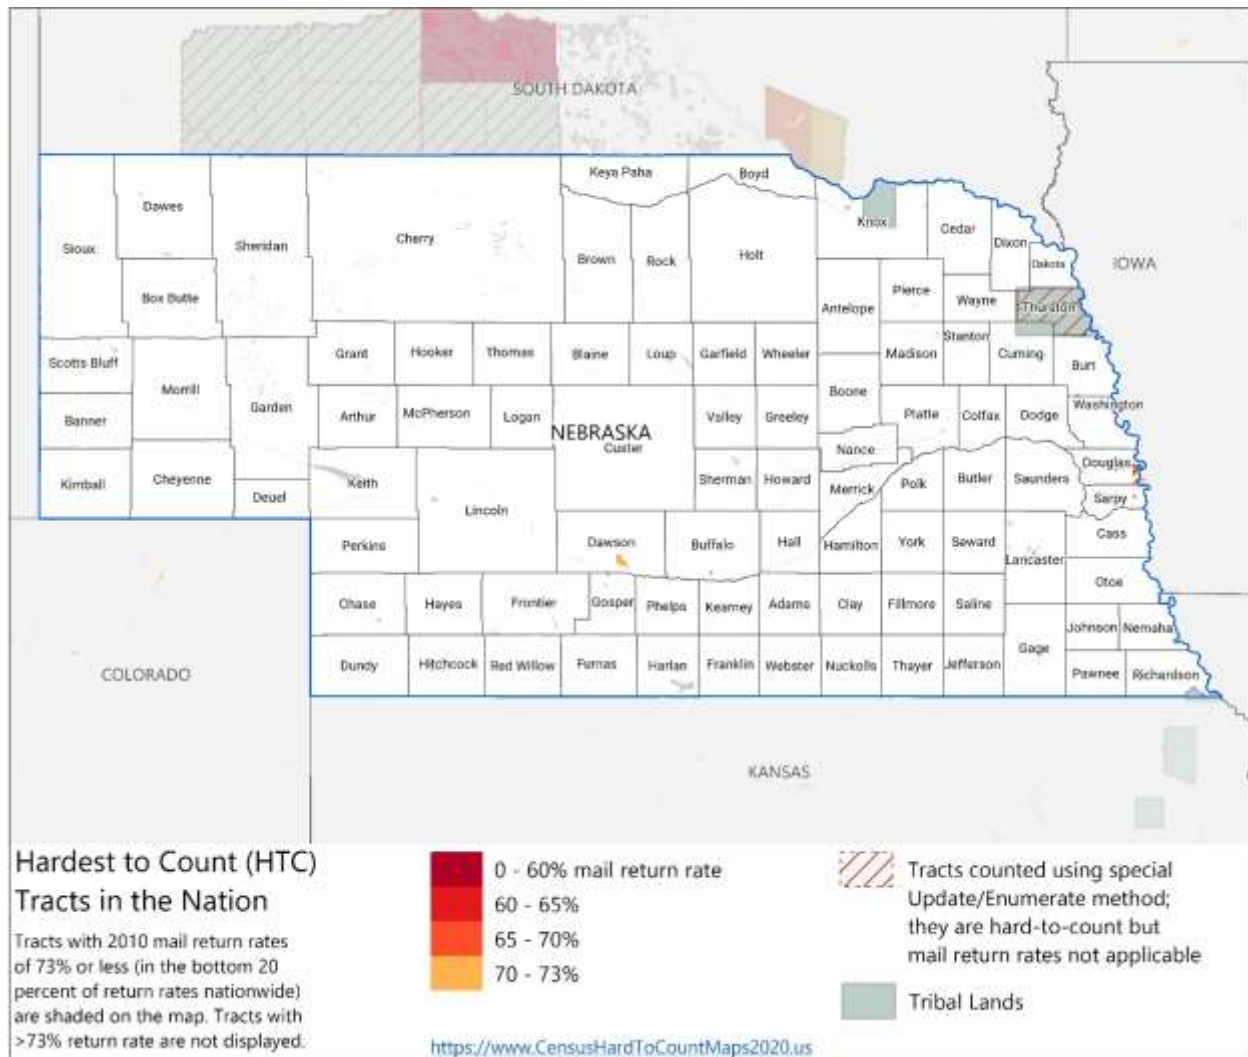 SOUTH DAKOTA
Keya Paha
Boyd
Dawes
Knox
Cedar
Dixon
Sioux
Sheridan
Cherry
Brown
Rock
Holt
Dakota
IOWA
Box Butte
Antelope
Pierce
Wayne
Thurston
Scotts Bluff
Grant
Hooker
Thomas
Blaine
Loup
Garfield
Wheeler
Madison
Stanton
Cuming
Burt
Morrill
Garden
Boone
Banner
Arthur
McPherson
Logan
Valley
Greeley
Platte
Colfax
Dodge
Washington
NEBRASKA
Custer
Nance
Kimball
Cheyenne
Deuel
Keith
Lincoln
Sherman
Howard
Merrick
Polk
Butler
Saunders
Douglas
Sarpy
Perkins
Dawson
Buffalo
Hall
Hamilton
York
Seward
Lancaster
Cass
Otoe
Chase
Hayes
Frontier
Gosper
Phelps
Kearney
Adams
Clay
Fillmore
Saline
Johnson
Nemaha
Gage
Dundy
Hitchcock
Red Willow
Furnas
Harlan
Franklin
Webster
Nuckolls
Thayer
Jefferson
Pawnee
Richardson
COLORADO
KANSAS
Hardest to Count (HTC)
Tracts in the Nation
Tracts with 2010 mail return rates
of 73% or less (in the bottom 20
percent of return rates nationwide)
are shaded on the map. Tracts with
>73% return rate are not displayed.
0 - 60% mail return rate
60 - 65%
65 - 70%
70 - 73%
https://www.CensusHardToCountMaps2020.us
Tracts counted using special
Update/Enumerate method;
they are hard-to-count but
mail return rates not applicable
Tribal Lands